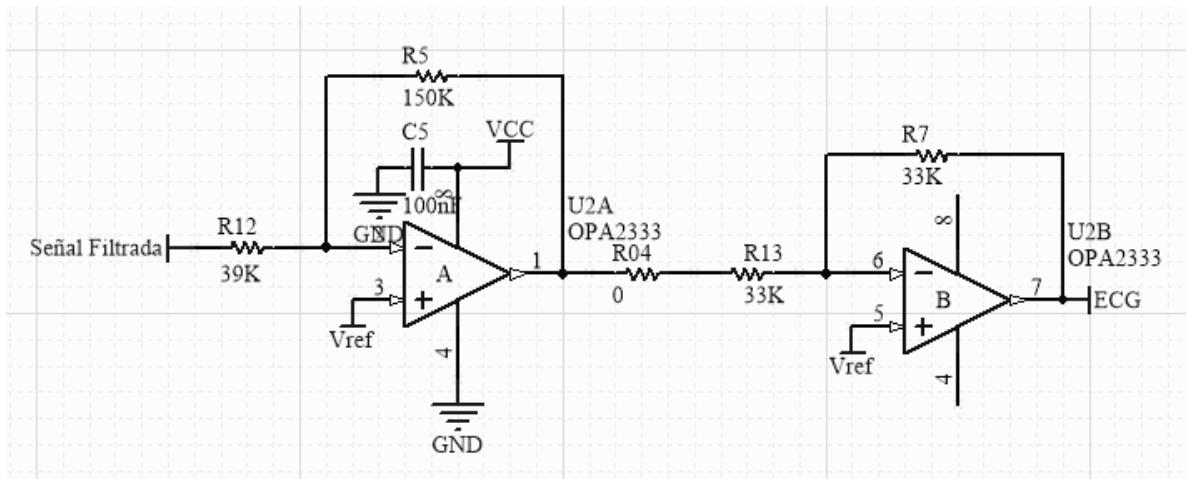 R5
150K
C5
VCC
8
100nF
GND
R12
Señal Filtrada
39K
2
A
3
Vref
4
GND
1
U2A
OPA2333
R04
0
R13
33K
R7
33K
8
U2B
OPA2333
6
B
7
ECG
5
Vref
4